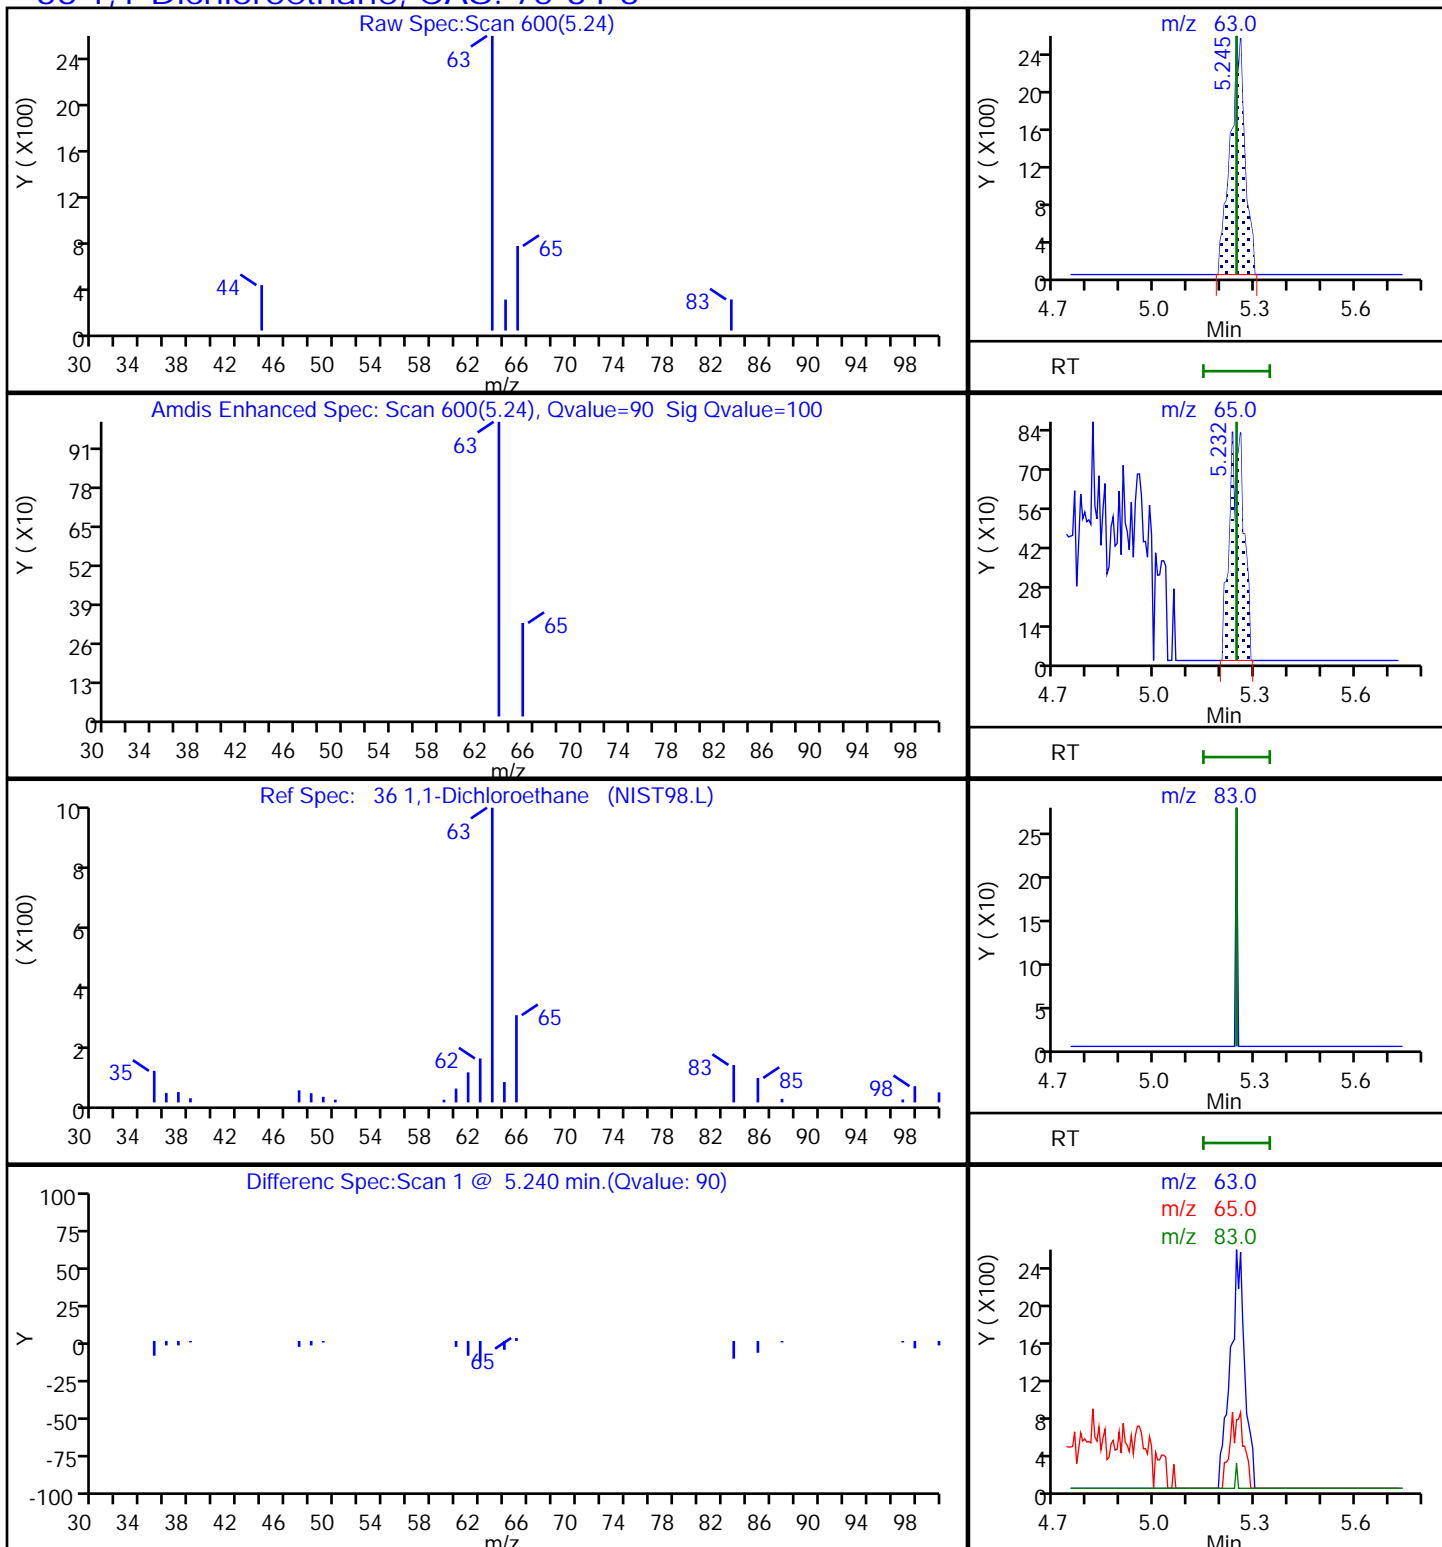 Raw Spec:Scan 600(5.24)
24
20
16
12
8
4
0
Y ( X100)
63
65
44
83
30 34 38 42 46 50 54 58 62 66 70 74 78 82 86 90 94 98
m/z
m/z 63.0
24
20
16
12
8
4
0
Y ( X100)
5.245
4.7 5.0 5.3 5.6
Min
RT
Amdis Enhanced Spec: Scan 600(5.24), Qvalue=90 Sig Qvalue=100
91
78
65
52
39
26
13
0
Y ( X10)
63
65
30 34 38 42 46 50 54 58 62 66 70 74 78 82 86 90 94 98
m/z
m/z 65.0
84
70
56
42
28
14
0
Y ( X10)
5.232
4.7 5.0 5.3 5.6
Min
RT
Ref Spec: 36 1,1-Dichloroethane (NIST98.L)
10
8
6
4
2
0
( X100)
63
65
35
62
83
85
98
30 34 38 42 46 50 54 58 62 66 70 74 78 82 86 90 94 98
m/z 83.0
25
20
15
10
5
0
Y ( X10)
4.7 5.0 5.3 5.6
Min
RT
Differenc Spec:Scan 1 @ 5.240 min.(Qvalue: 90)
100
75
50
25
0
-25
-50
-75
-100
Y
65
30 34 38 42 46 50 54 58 62 66 70 74 78 82 86 90 94 98
m/z
m/z 63.0
m/z 65.0
m/z 83.0
24
20
16
12
8
4
0
Y ( X100)
4.7 5.0 5.3 5.6
Min